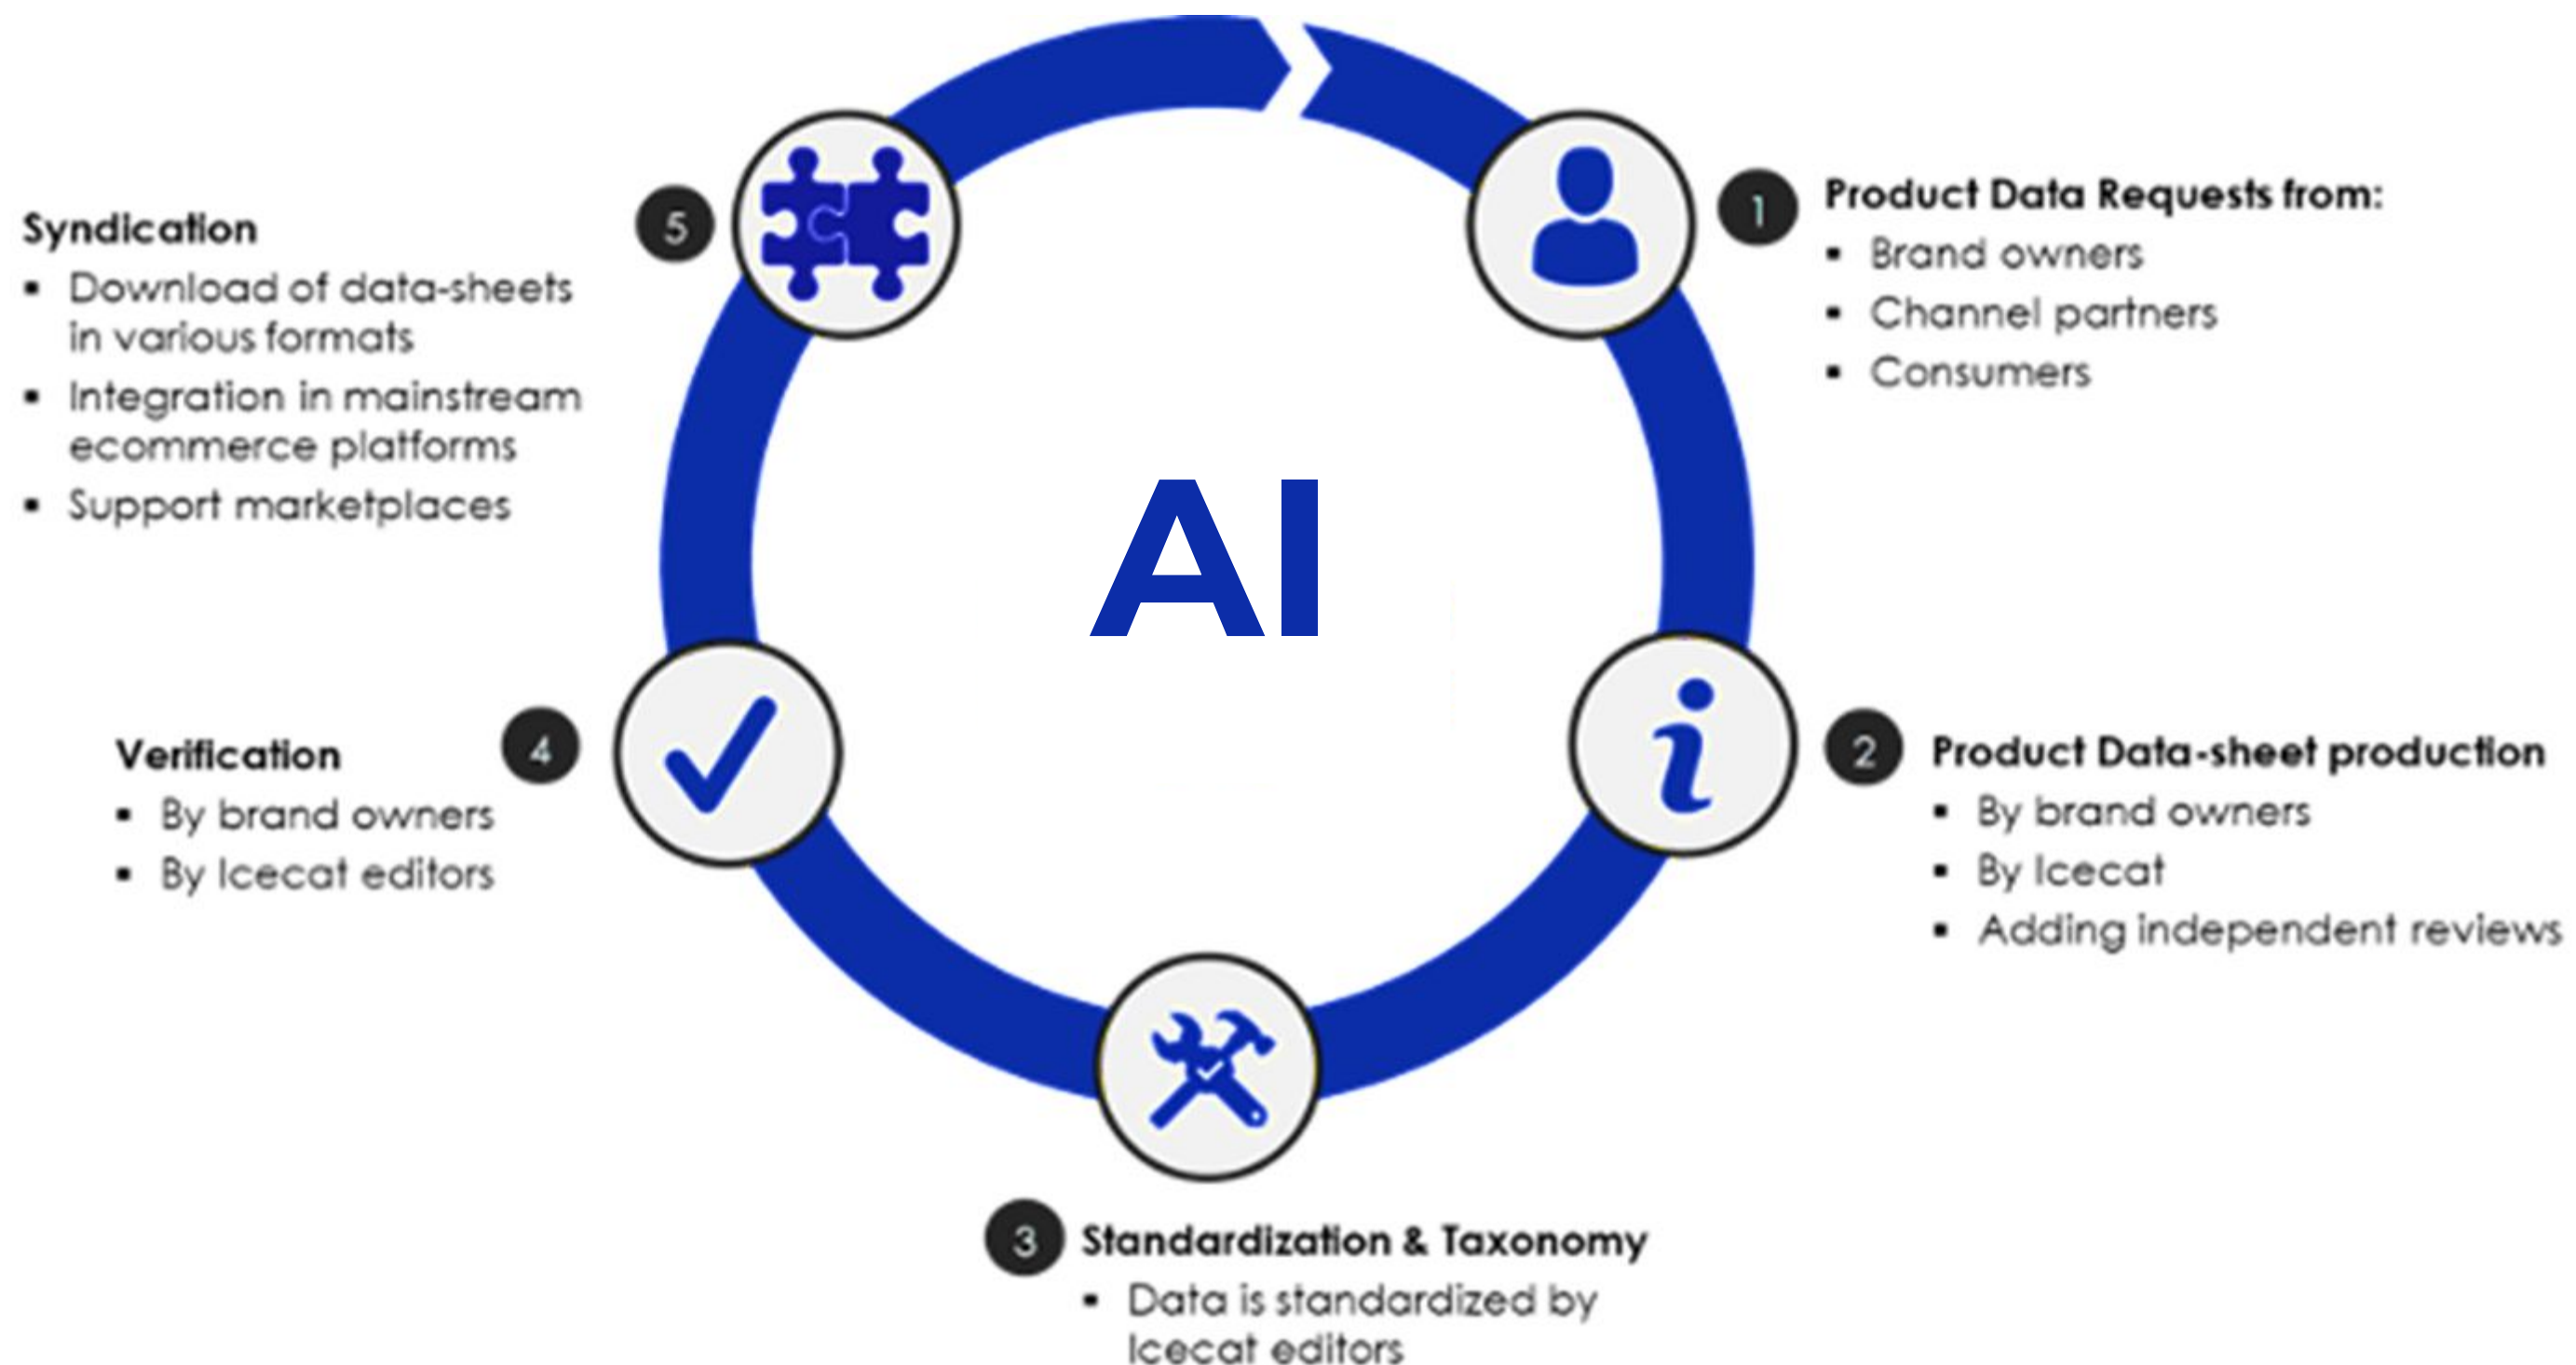 AI
1
Product Data Requests from:
▪ Brand owners
▪ Channel partners
▪ Consumers
2
Product Data-sheet production
▪ By brand owners
▪ By Icecat
▪ Adding independent reviews
3
Standardization & Taxonomy
▪ Data is standardized by
Icecat editors
4
Verification
▪ By brand owners
▪ By Icecat editors
5
Syndication
▪ Download of data-sheets
in various formats
▪ Integration in mainstream
ecommerce platforms
▪ Support marketplaces